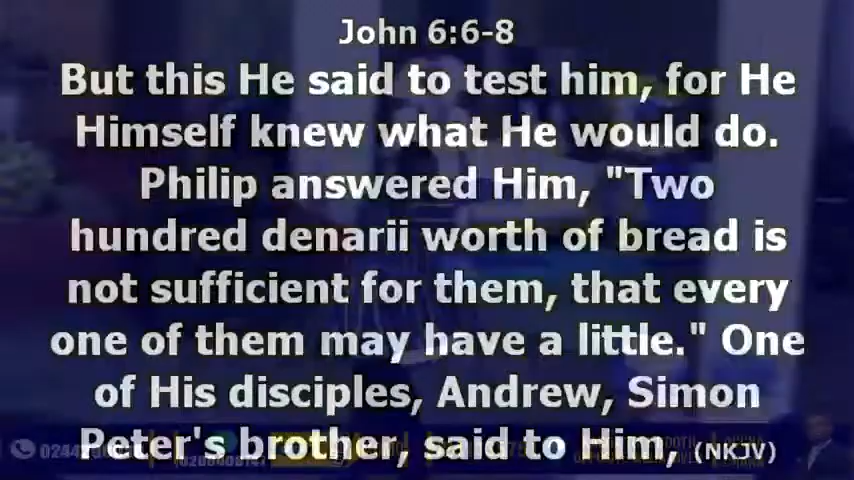 John 6:6-8
But this He said to test him, for He
Himself knew what He would do.
Philip answered Him, "Two
hundred denarii worth of bread is
not sufficient for them, that every
one of them may have a little." One
of His disciples, Andrew, Simon
Peter's brother, said to Him, (NKJV)